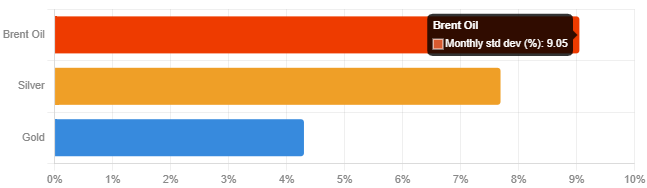 Brent Oil
Brent Oil
Monthly std dev (%): 9.05
Silver
Gold
0% 1% 2% 3% 4% 5% 6% 7% 8% 9% 10%